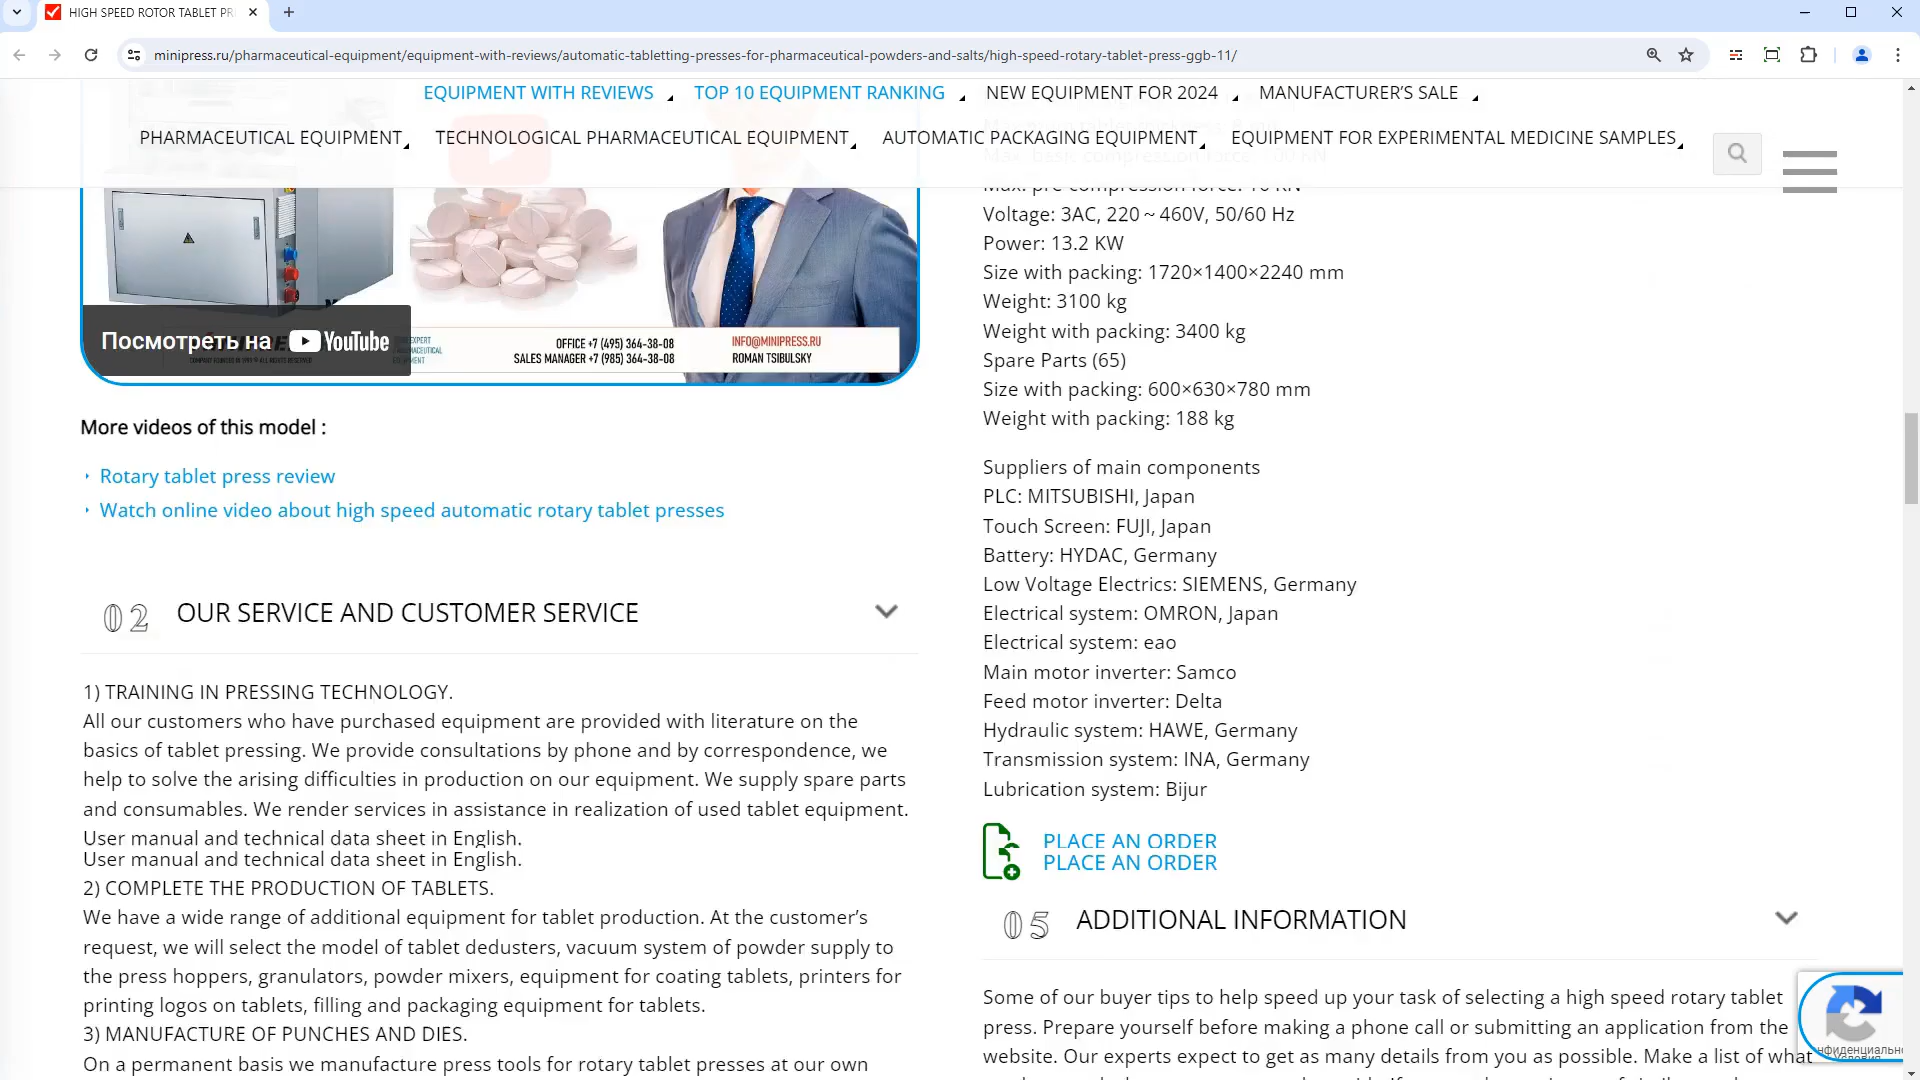 HIGH SPEED ROTOR TABLET PR
minipress.ru/pharmaceutical-equipment/equipment-with-reviews/automatic-tabletting-presses-for-pharmaceutical-powders-and-salts/high-speed-rotary-tablet-press-ggb-11/
EQUIPMENT WITH REVIEWS TOP 10 EQUIPMENT RANKING NEW EQUIPMENT FOR 2024 MANUFACTURER'S SALE
PHARMACEUTICAL EQUIPMENT TECHNOLOGICAL PHARMACEUTICAL EQUIPMENT AUTOMATIC PACKAGING EQUIPMENT EQUIPMENT FOR EXPERIMENTAL MEDICINE SAMPLES
Посмотреть на YouTube
OFFICE +7 (495) 364-38-08
SALES MANAGER +7 (985) 364-38-08
INFO@MINIPRESS.RU
ROMAN TSIBULSKY
More videos of this model :
Rotary tablet press review
Watch online video about high speed automatic rotary tablet presses
02 OUR SERVICE AND CUSTOMER SERVICE
1) TRAINING IN PRESSING TECHNOLOGY.
All our customers who have purchased equipment are provided with literature on the
basics of tablet pressing. We provide consultations by phone and by correspondence, we
help to solve the arising difficulties in production on our equipment. We supply spare parts
and consumables. We render services in assistance in realization of used tablet equipment.
User manual and technical data sheet in English.
User manual and technical data sheet in English.
2) COMPLETE THE PRODUCTION OF TABLETS.
We have a wide range of additional equipment for tablet production. At the customer's
request, we will select the model of tablet dedusters, vacuum system of powder supply to
the press hoppers, granulators, powder mixers, equipment for coating tablets, printers for
printing logos on tablets, filling and packaging equipment for tablets.
3) MANUFACTURE OF PUNCHES AND DIES.
On a permanent basis we manufacture press tools for rotary tablet presses at our own
Max. pre compression force: 16 KN
Voltage: 3AC, 220 ~ 460V, 50/60 Hz
Power: 13.2 KW
Size with packing: 1720×1400×2240 mm
Weight: 3100 kg
Weight with packing: 3400 kg
Spare Parts (65)
Size with packing: 600×630×780 mm
Weight with packing: 188 kg
Suppliers of main components
PLC: MITSUBISHI, Japan
Touch Screen: FUJI, Japan
Battery: HYDAC, Germany
Low Voltage Electrics: SIEMENS, Germany
Electrical system: OMRON, Japan
Electrical system: eao
Main motor inverter: Samco
Feed motor inverter: Delta
Hydraulic system: HAWE, Germany
Transmission system: INA, Germany
Lubrication system: Bijur
PLACE AN ORDER
PLACE AN ORDER
05 ADDITIONAL INFORMATION
Some of our buyer tips to help speed up your task of selecting a high speed rotary tablet
press. Prepare yourself before making a phone call or submitting an application from the
website. Our experts expect to get as many details from you as possible. Make a list of what